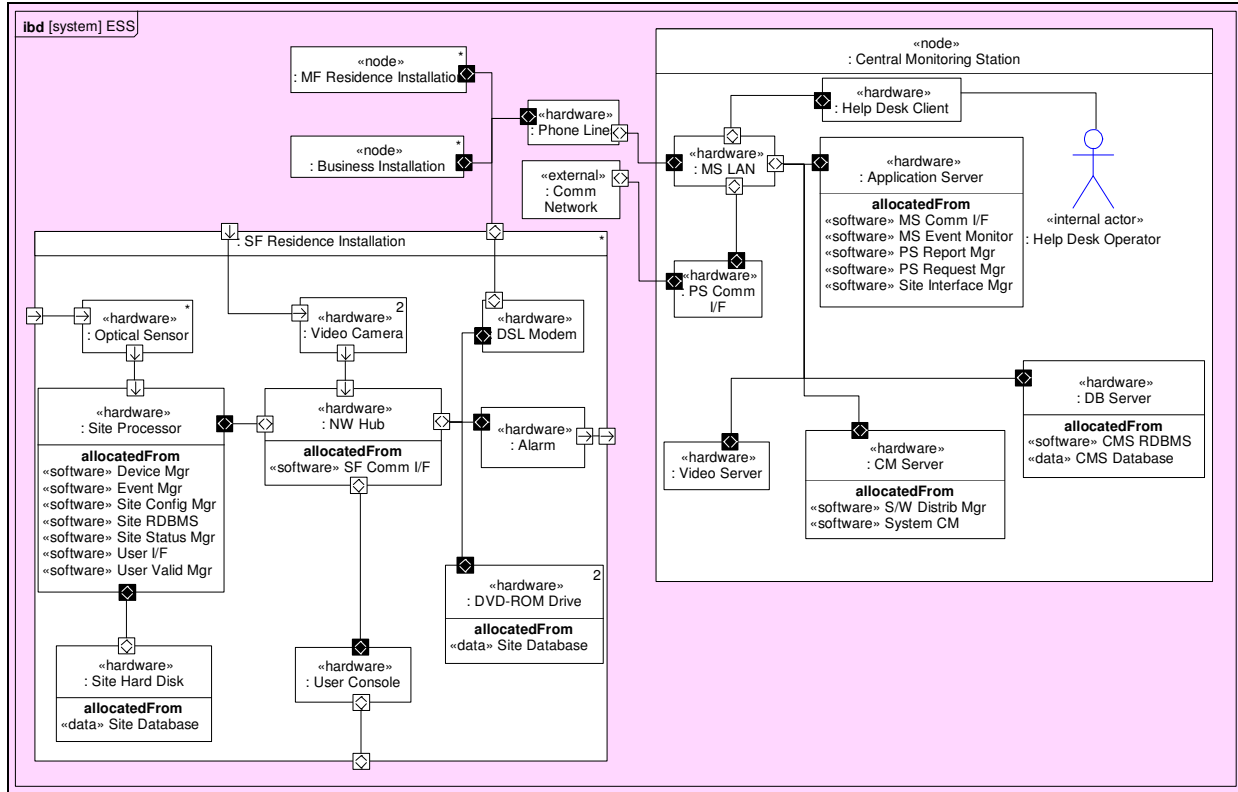 ibd [system] ESS
«node»
*
: MF Residence Installatio
«node»
*
: Business Installation
«hardware»
: Phone Line
«external»
: Comm
Network
«node»
: Central Monitoring Station
«hardware»
: Help Desk Client
«hardware»
: MS LAN
«hardware»
: Application Server
allocatedFrom
«software» MS Comm I/F
«software» MS Event Monitor
«software» PS Report Mgr
«software» PS Request Mgr
«software» Site Interface Mgr
«internal actor»
: Help Desk Operator
«hardware»
: PS Comm
I/F
«hardware»
: DB Server
allocatedFrom
«software» CMS RDBMS
«data» CMS Database
«hardware»
: Video Server
«hardware»
: CM Server
allocatedFrom
«software» S/W Distrib Mgr
«software» System CM
: SF Residence Installation
*
«hardware»
*
: Optical Sensor
«hardware»
2
: Video Camera
«hardware»
: DSL Modem
«hardware»
: Site Processor
allocatedFrom
«software» Device Mgr
«software» Event Mgr
«software» Site Config Mgr
«software» Site RDBMS
«software» Site Status Mgr
«software» User I/F
«software» User Valid Mgr
«hardware»
: NW Hub
allocatedFrom
«software» SF Comm I/F
«hardware»
: Alarm
«hardware»
2
: DVD-ROM Drive
allocatedFrom
«data» Site Database
«hardware»
: Site Hard Disk
allocatedFrom
«data» Site Database
«hardware»
: User Console